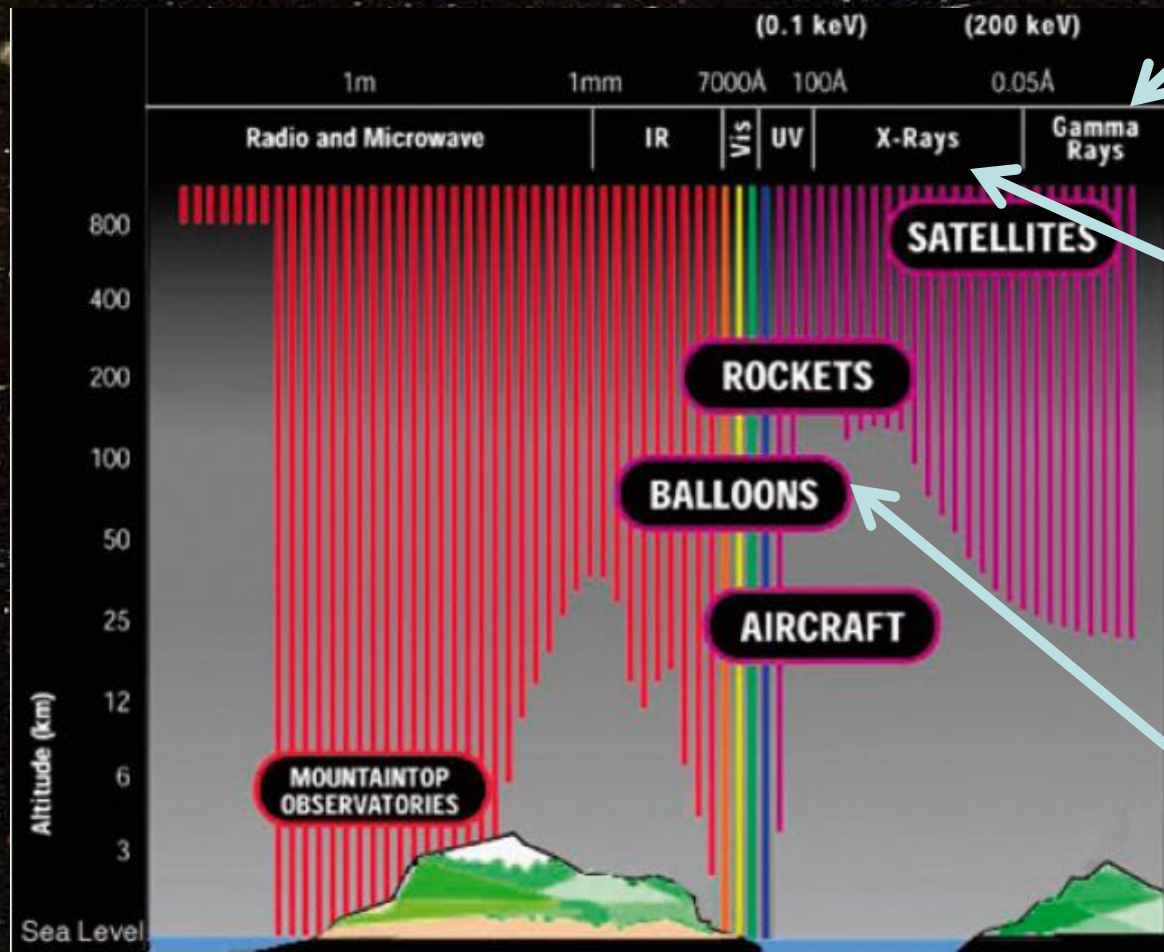 (0.1 keV) (200 keV)
1m 1mm 7000Å 100Å 0.05Å
Radio and Microwave IR Vis UV X-Rays Gamma Rays
800
SATELLITES
400
200
ROCKETS
100
BALLOONS
50
25
AIRCRAFT
12
Altitude (km)
6
MOUNTAINTOP
OBSERVATORIES
3
Sea Level